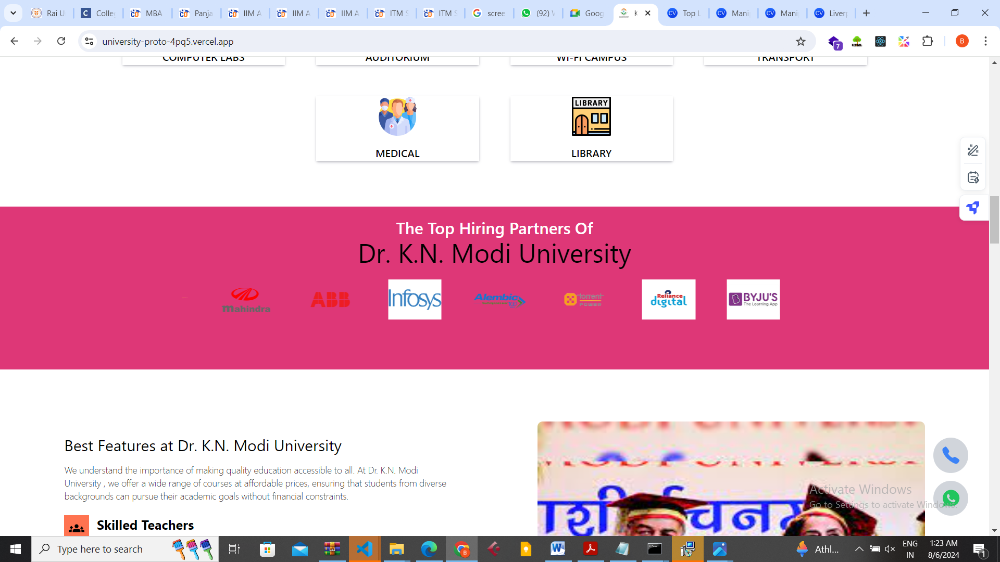 Rai U
Colle
MBA
Panja
IIM A
IIM A
IIM A
ITM S
ITM S
scree
(92) W
Goog
K
Top L
Mani
Mani
Liver
university-proto-4pq5.vercel.app
7
HTML
B
COMPUTER LABS
AUDITORIUM
WI-FI CAMPUS
TRANSPORT
LIBRARY
MEDICAL
LIBRARY
The Top Hiring Partners Of
Dr. K.N. Modi University
Mahindra
ABB
Infosys
Alembic
torrent
POWER
Reliance
digital
BYJU'S
The Learning App
Best Features at Dr. K.N. Modi University
We understand the importance of making quality education accessible to all. At Dr. K.N. Modi
University , we offer a wide range of courses at affordable prices, ensuring that students from diverse
backgrounds can pursue their academic goals without financial constraints.
Skilled Teachers
Activate Windows
Go to Settings to activate Windows.
Type here to search
Athl...
ENG
IN
1:23 AM
8/6/2024
1